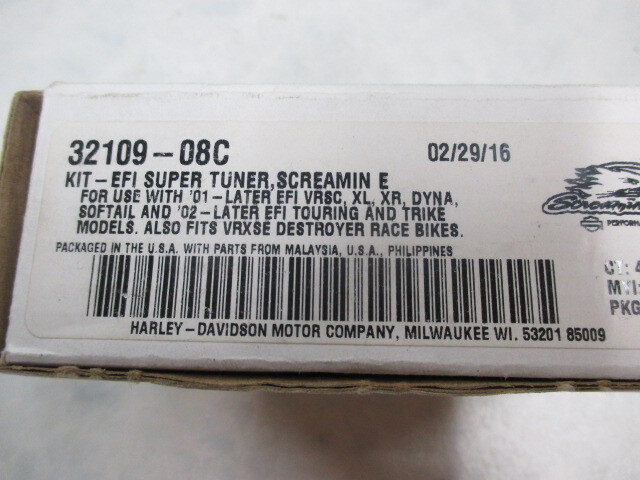 32109-08C 02/29/16
KIT-EFI SUPER TUNER,SCREAMIN E
FOR USE WITH '01-LATER EFI VRSC, XL, XR, DYNA,
SOFTAIL AND '02-LATER EFI TOURING AND TRIKE
MODELS. ALSO FITS VRXSE DESTROYER RACE BIKES.
PACKAGED IN THE U.S.A. WITH PARTS FROM MALAYSIA, U.S.A., PHILIPPINES
HARLEY-DAVIDSON MOTOR COMPANY, MILWAUKEE WI. 53201 85009
PKG